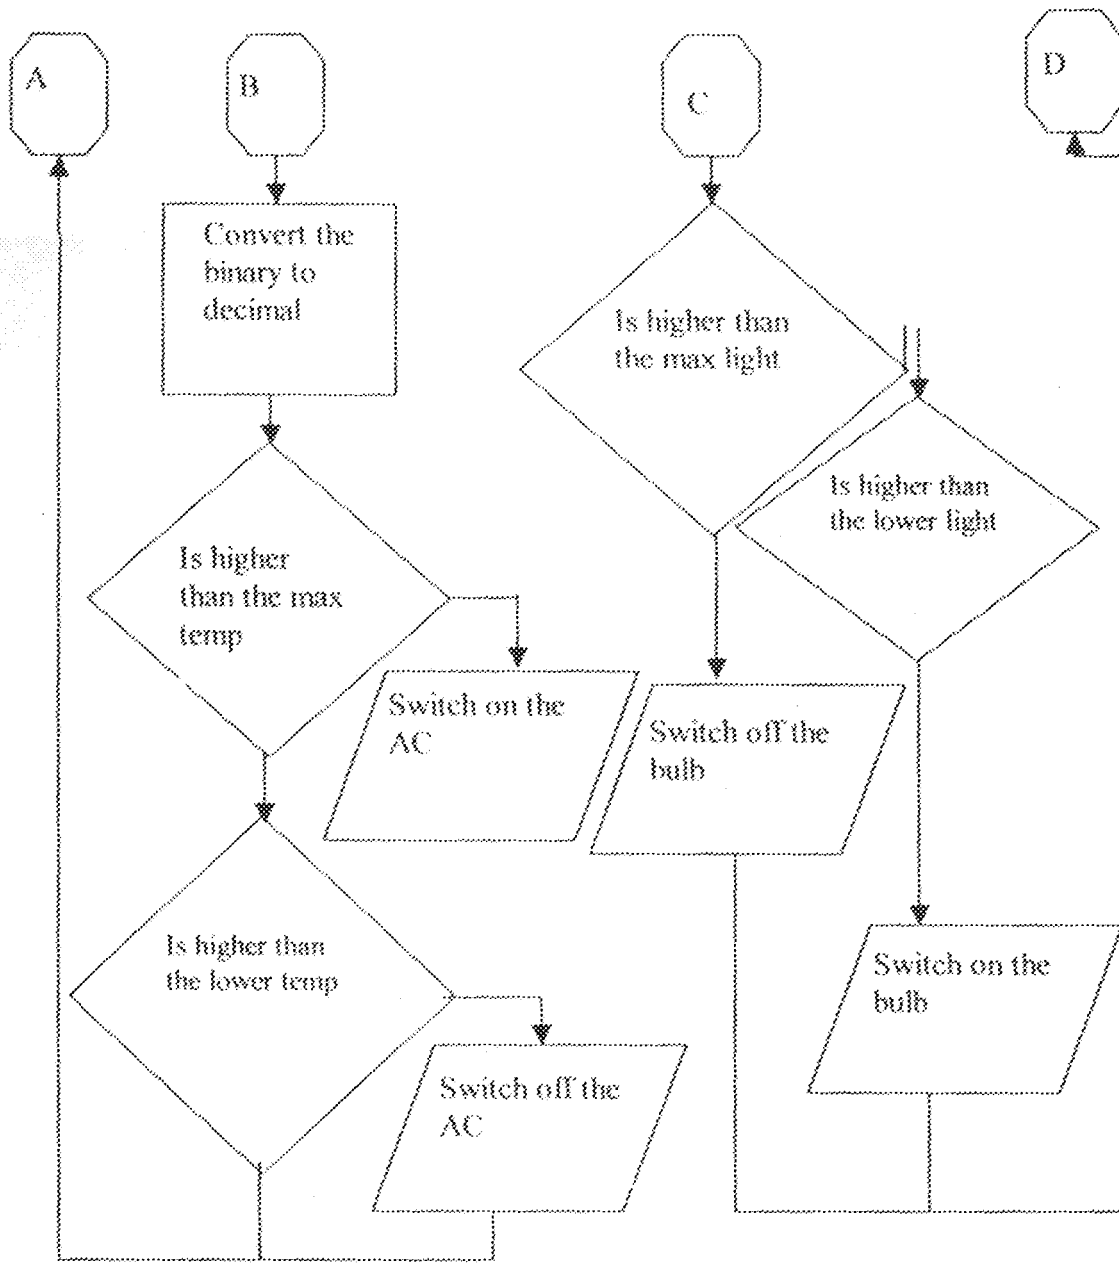 A
B
C
D
Convert the
binary to
decimal
Is higher than
the max light
Is higher than
the lower light
Is higher
than the max
temp
Switch on the
AC
Switch off the
bulb
Is higher than
the lower temp
Switch on the
bulb
Switch off the
AC